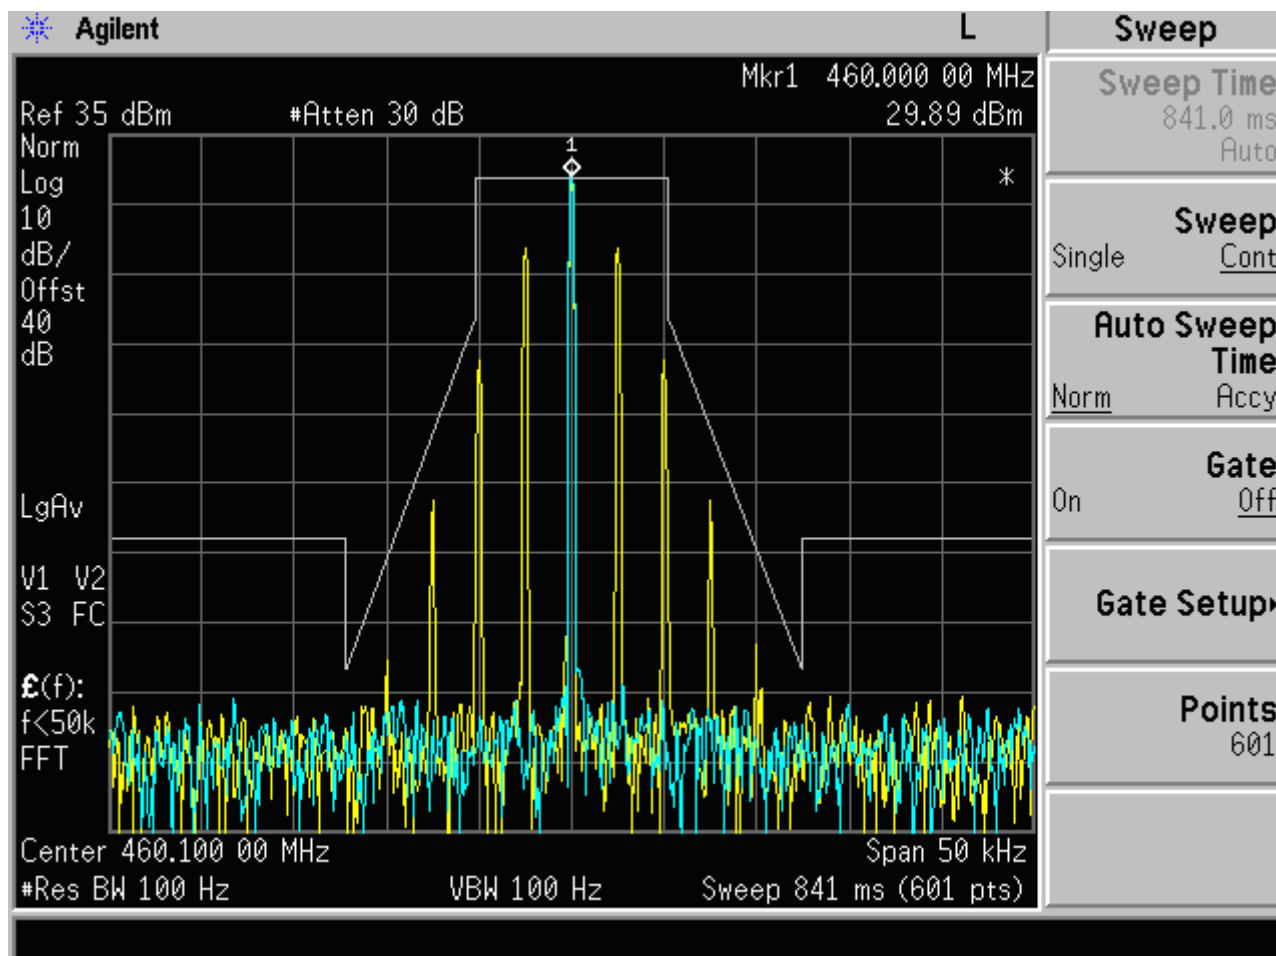 Agilent L Sweep
Mkr1 460.000 00 MHz
Ref 35 dBm #Atten 30 dB 29.89 dBm
Norm
Log
10
dB/
Offst
40
dB
LgAv
V1 V2
S3 FC
£(f):
f<50k
FFT
1
*
Center 460.100 00 MHz Span 50 kHz
#Res BW 100 Hz VBW 100 Hz Sweep 841 ms (601 pts)
Sweep Time
841.0 ms
Auto
Sweep
Single Cont
Auto Sweep
Time
Norm Accy
Gate
On Off
Gate Setup
Points
601